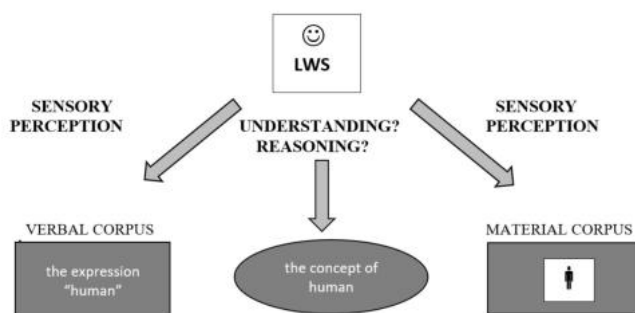 LWS
SENSORY
PERCEPTION
UNDERSTANDING?
REASONING?
SENSORY
PERCEPTION
VERBAL CORPUS
the expression
"human"
the concept of
human
MATERIAL CORPUS